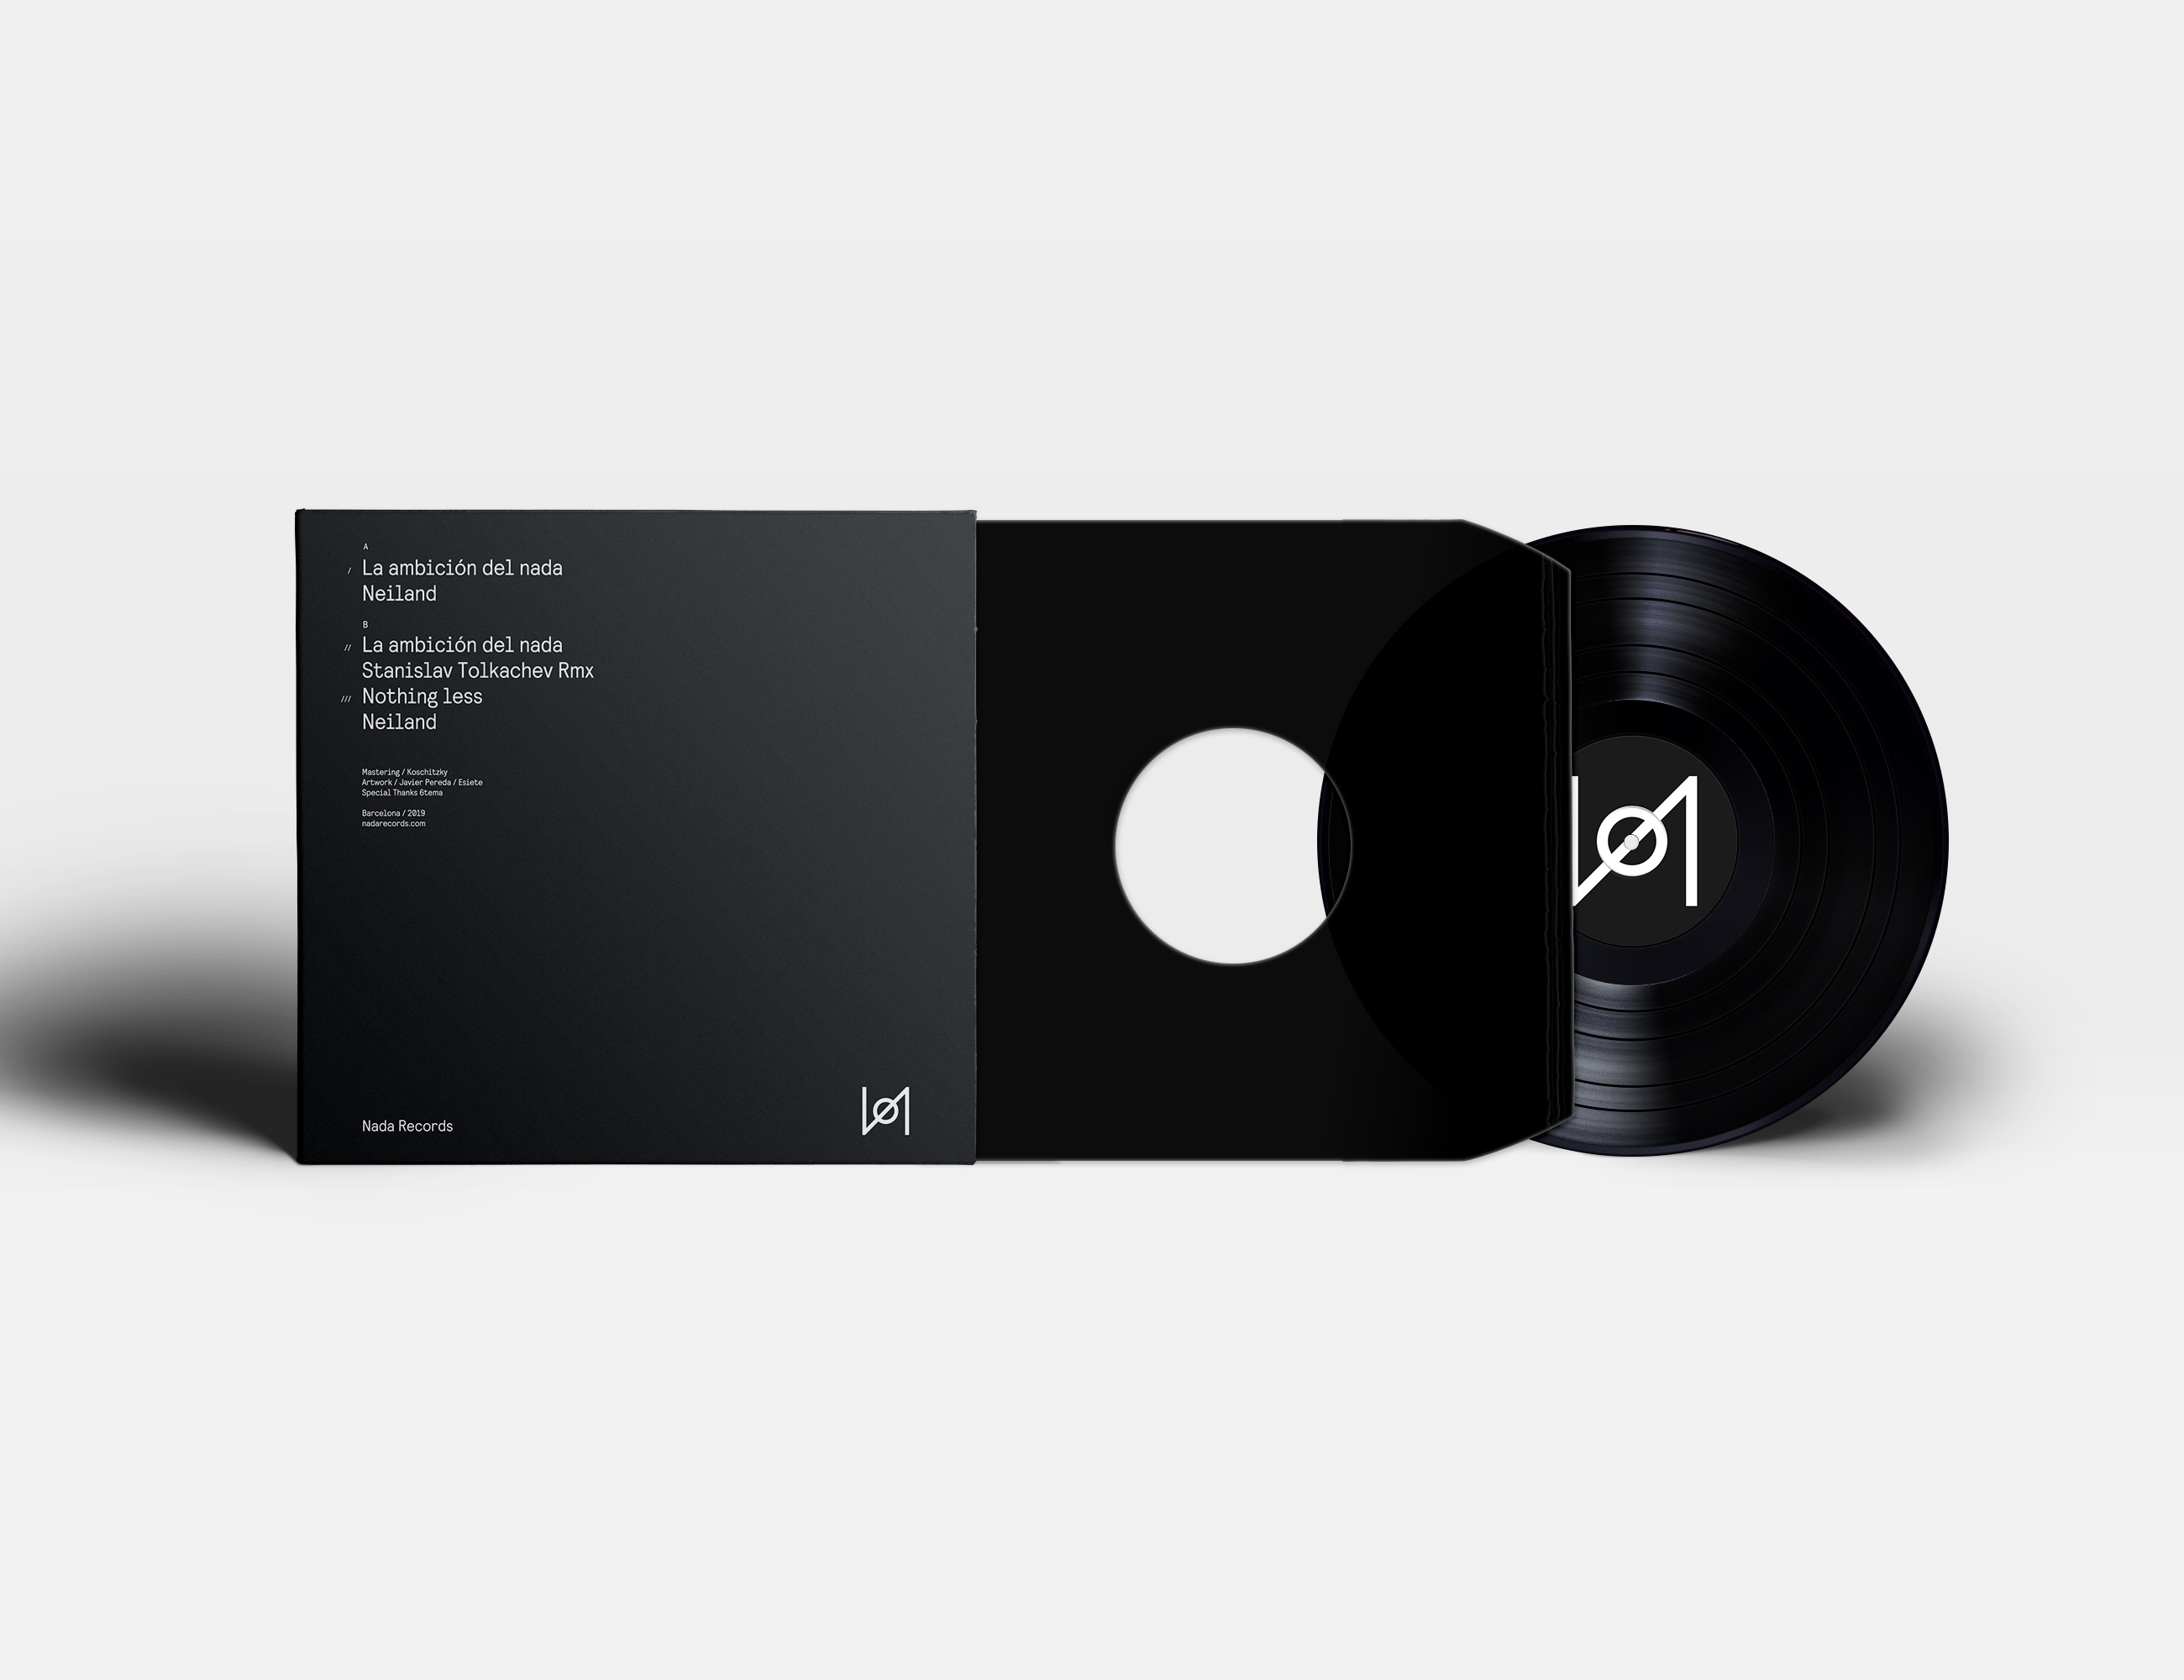 A
/ La ambición del nada
Neiland
B
// La ambición del nada
Stanislav Tolkachev Rmx
/// Nothing less
Neiland
Mastering / Koschitzky
Artwork / Javier Pereda / Esiete
Special Thanks 6tema
Barcelona / 2019
nadarecords.com
Nada Records